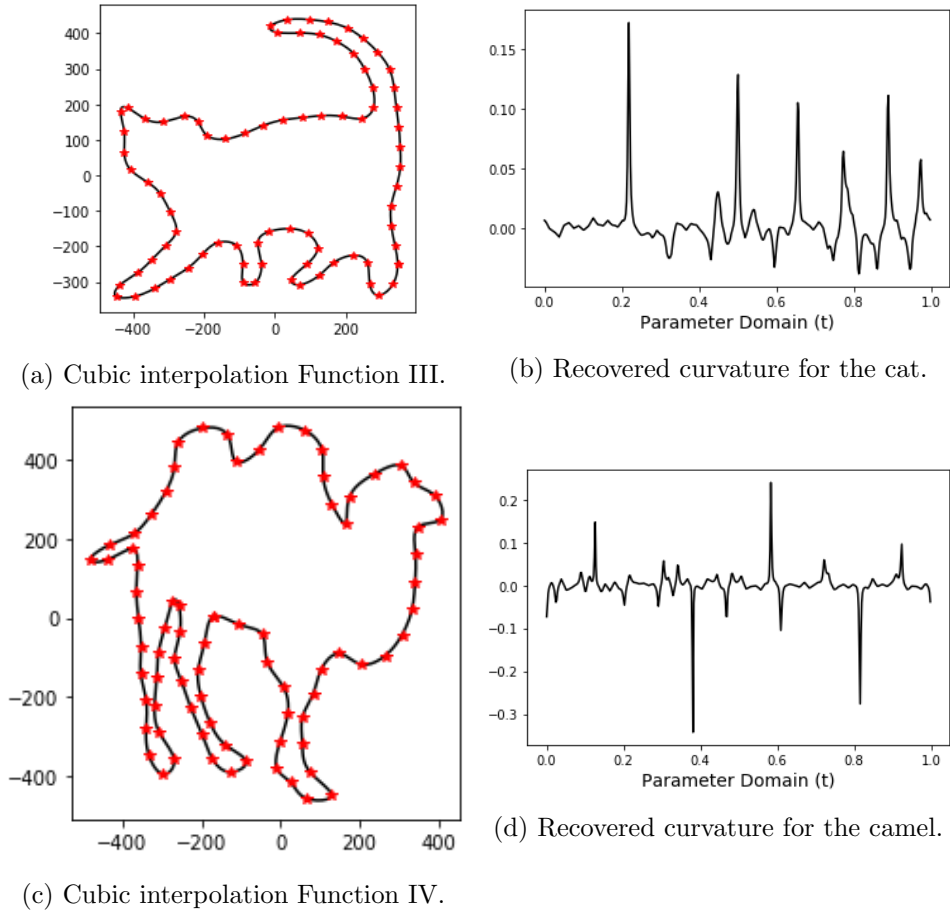 400
300
200
100
0
−100
−200
−300
−400 −200 0 200
(a) Cubic interpolation Function III.
0.15
0.10
0.05
0.00
0.0 0.2 0.4 0.6 0.8 1.0
Parameter Domain (t)
(b) Recovered curvature for the cat.
400
200
0
−200
−400
−400 −200 0 200 400
(c) Cubic interpolation Function IV.
0.2
0.1
0.0
−0.1
−0.2
−0.3
0.0 0.2 0.4 0.6 0.8 1.0
Parameter Domain (t)
(d) Recovered curvature for the camel.